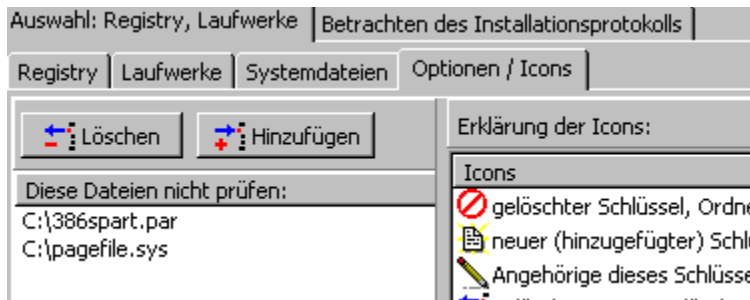 Auswahl: Registry, Laufwerke Betrachten des Installationsprotokolls
Registry Laufwerke Systemdateien Optionen / Icons
Löschen Hinzufügen
Diese Dateien nicht prüfen:
C:\386spart.par
C:\pagefile.sys
Erklärung der Icons:
Icons
gelöschter Schlüssel, Ordne
neuer (hinzugefügter) Schl
Angehörige dieses Schlüsse